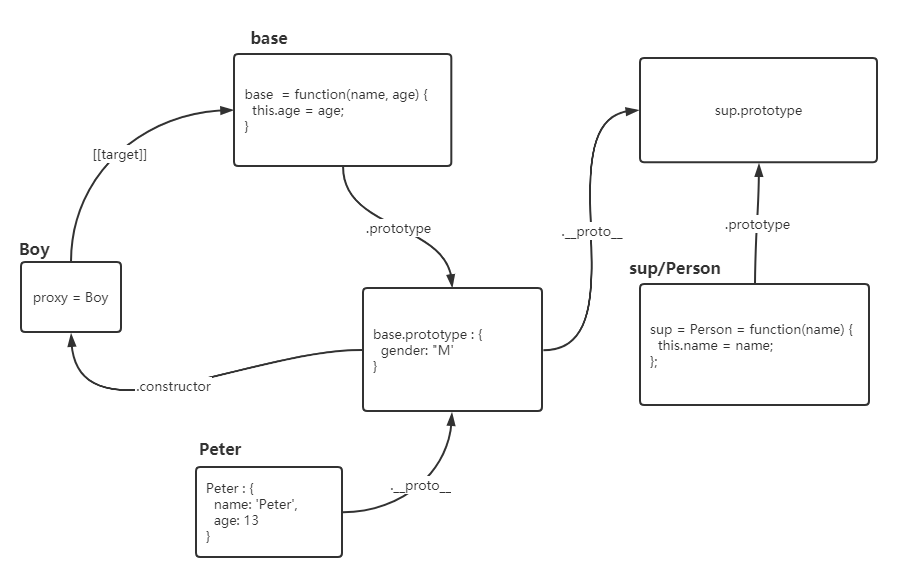 base
base  = function(name, age) {
  this.age = age;
}
sup.prototype
[[target]]
.prototype
.__proto__
.prototype
Boy
proxy = Boy
sup/Person
sup = Person = function(name) {
  this.name = name;
};
base.prototype : {
  gender: "M'
}
.constructor
Peter
Peter : {
  name: 'Peter',
  age: 13
}
.__proto__